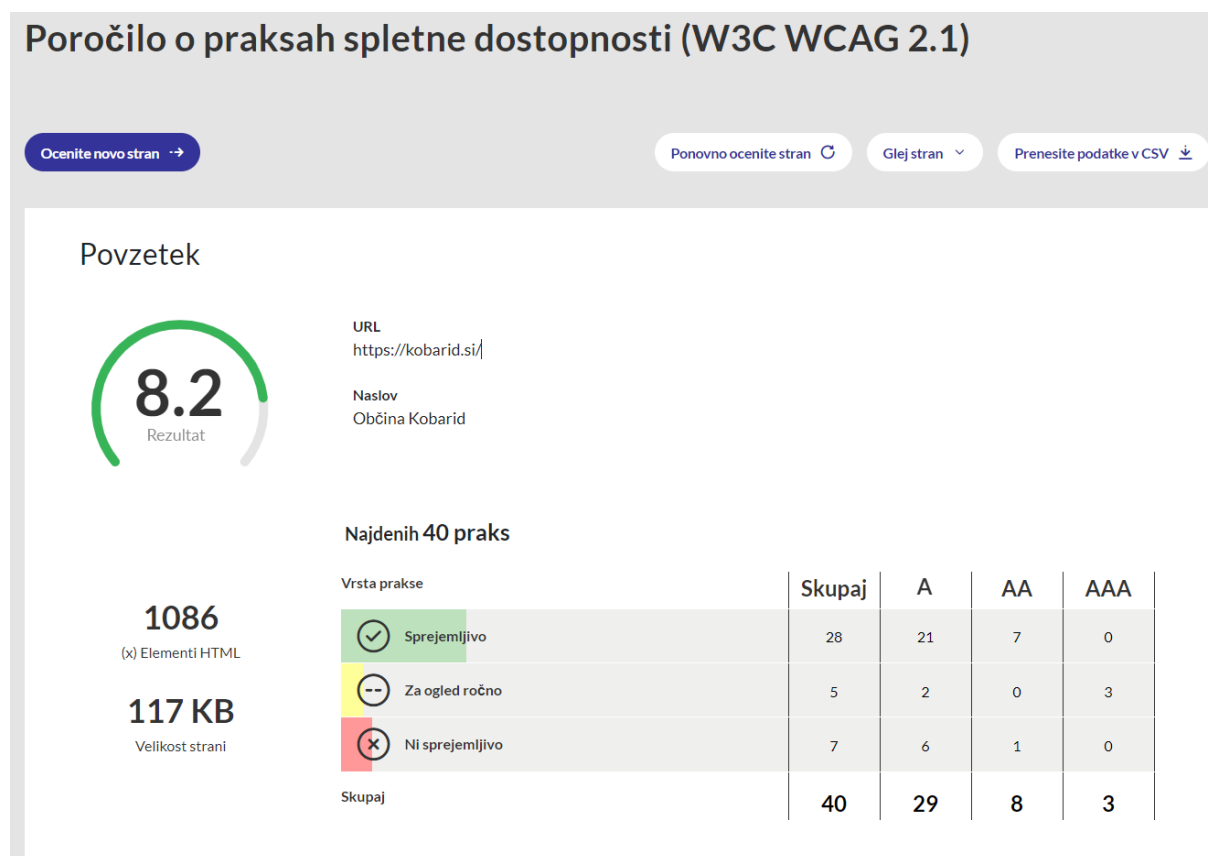 Poročilo o praksah spletne dostopnosti (W3C WCAG 2.1)
Ocenite novo stran
Ponovno ocenite stran
Glej stran
Prenesite podatke v CSV
Povzetek
8.2
Rezultat
URL
https://kobarid.si/
Naslov
Občina Kobarid
Najdenih 40 praks
1086
(x) Elementi HTML
117 KB
Velikost strani
Vrsta prakse Skupaj A AA AAA
Sprejemljivo 28 21 7 0
Za ogled ročno 5 2 0 3
Ni sprejemljivo 7 6 1 0
Skupaj 40 29 8 3